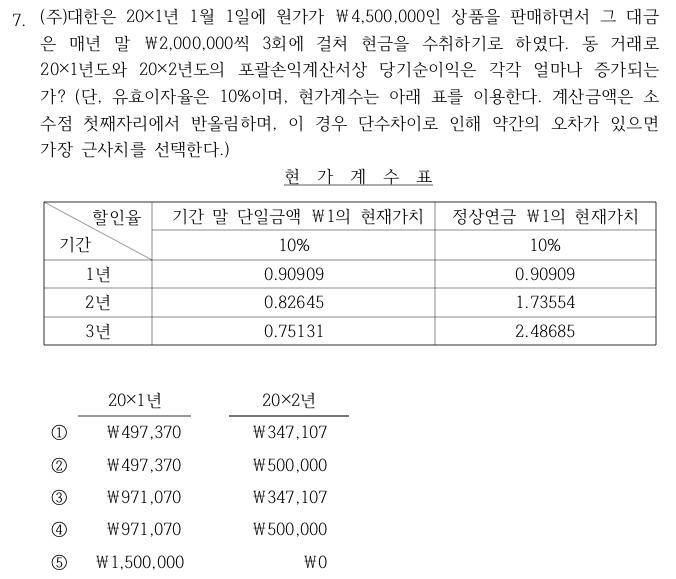 7. (주)대한은 20×1년 1월 1일에 원가가 ₩4,500,000인 상품을 판매하면서 그 대금
은 매년 말 ₩2,000,000씩 3회에 걸쳐 현금을 수취하기로 하였다. 동 거래로
20×1년도와 20×2년도의 포괄손익계산서상 당기순이익은 각각 얼마나 증가되는
가? (단, 유효이자율은 10%이며, 현가계수는 아래 표를 이용한다. 계산금액은 소
수점 첫째자리에서 반올림하며, 이 경우 단수차이로 인해 약간의 오차가 있으면
가장 근사치를 선택한다.)
현 가 계 수 표
할인율 기간 말 단일금액 ₩1의 현재가치 정상연금 ₩1의 현재가치
기간 10% 10%
1년 0.90909 0.90909
2년 0.82645 1.73554
3년 0.75131 2.48685
20×1년 20×2년
① ₩497,370 ₩347,107
② ₩497,370 ₩500,000
③ ₩971,070 ₩347,107
④ ₩971,070 ₩500,000
⑤ ₩1,500,000 ₩0